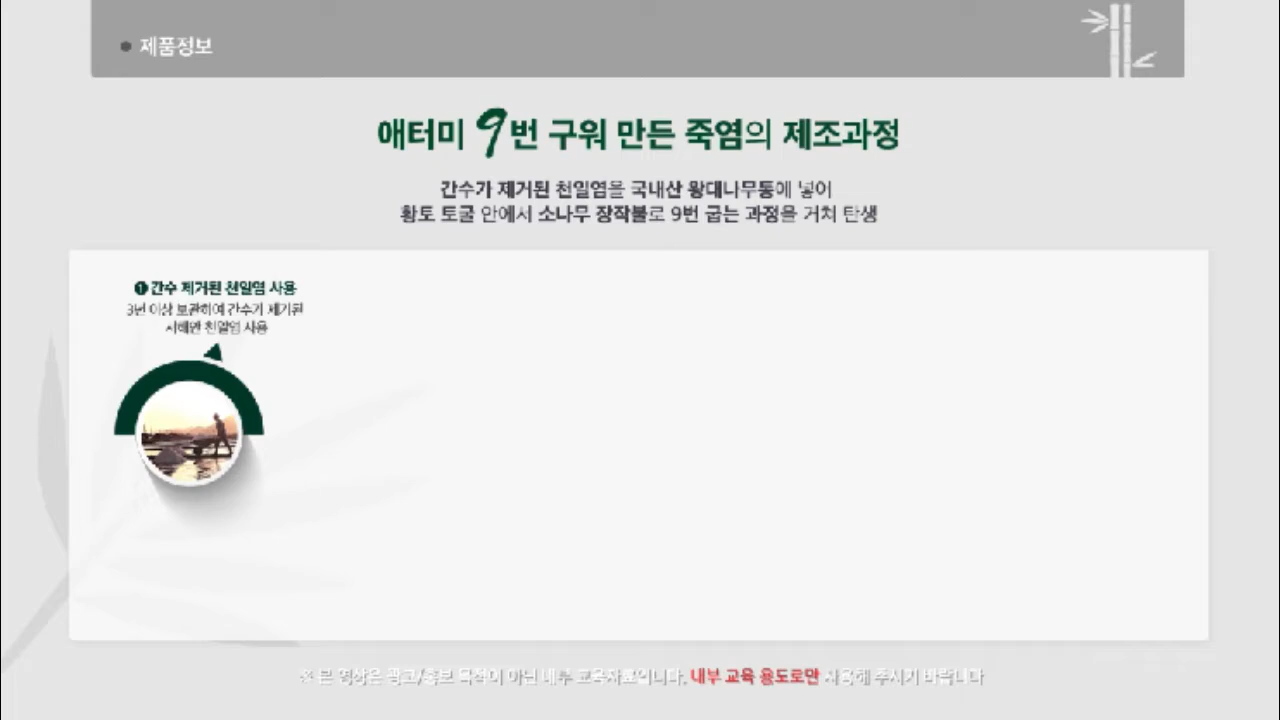 제품정보
애터미 9번 구워 만든 죽염의 제조과정
간수가 제거된 천일염을 국내산 왕대나무통에 넣어
황토 토굴 안에서 소나무 장작불로 9번 굽는 과정을 거쳐 탄생
❶ 간수 제거된 천일염 사용
3년 이상 보관하여 간수가 제거된
서해안 천일염 사용
※ 본 영상은 광고/홍보 목적이 아닌 내부 교육자료입니다. 내부 교육 용도로만 사용해 주시기 바랍니다